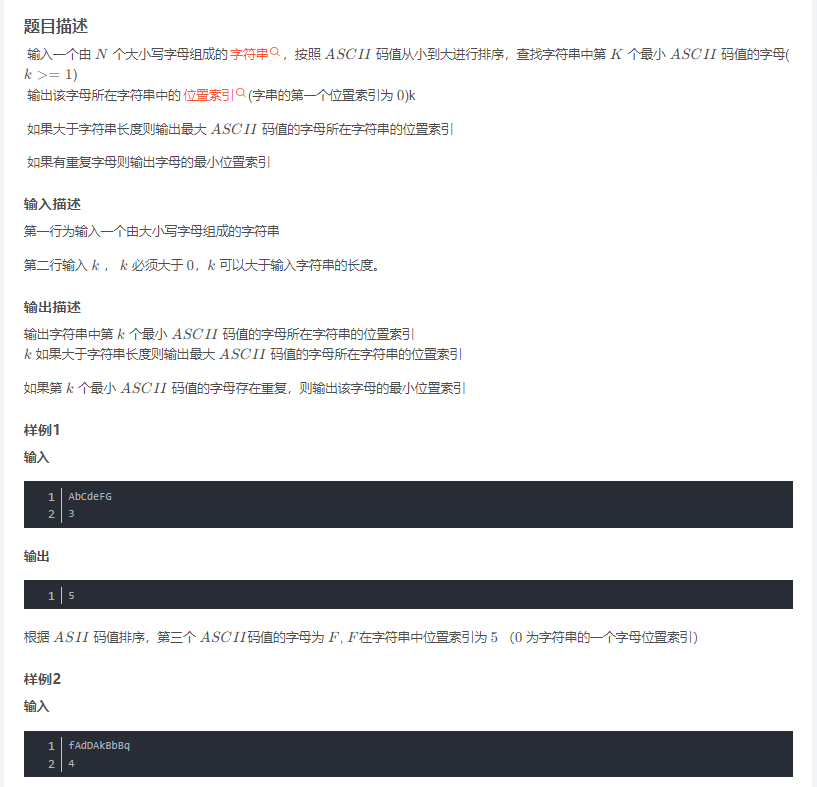 题目描述
输入一个由 N 个大小写字母组成的字符串，按照 ASCII 码值从小到大进行排序，查找字符串中第 K 个最小 ASCII 码值的字母(
k >= 1)
输出该字母所在字符串中的位置索引(字串的第一个位置索引为 0)k
如果大于字符串长度则输出最大 ASCII 码值的字母所在字符串的位置索引
如果有重复字母则输出字母的最小位置索引
输入描述
第一行为输入一个由大小写字母组成的字符串
第二行输入 k ， k 必须大于 0，k 可以大于输入字符串的长度。
输出描述
输出字符串中第 k 个最小 ASCII 码值的字母所在字符串的位置索引
k 如果大于字符串长度则输出最大 ASCII 码值的字母所在字符串的位置索引
如果第 k 个最小 ASCII 码值的字母存在重复，则输出该字母的最小位置索引
样例1
输入
1 AbCdeFG
2 3
输出
1 5
根据 ASII 码值排序，第三个 ASCII码值的字母为 F, F在字符串中位置索引为 5 （0 为字符串的一个字母位置索引）
样例2
输入
1 fAdDAkBbBq
2 4